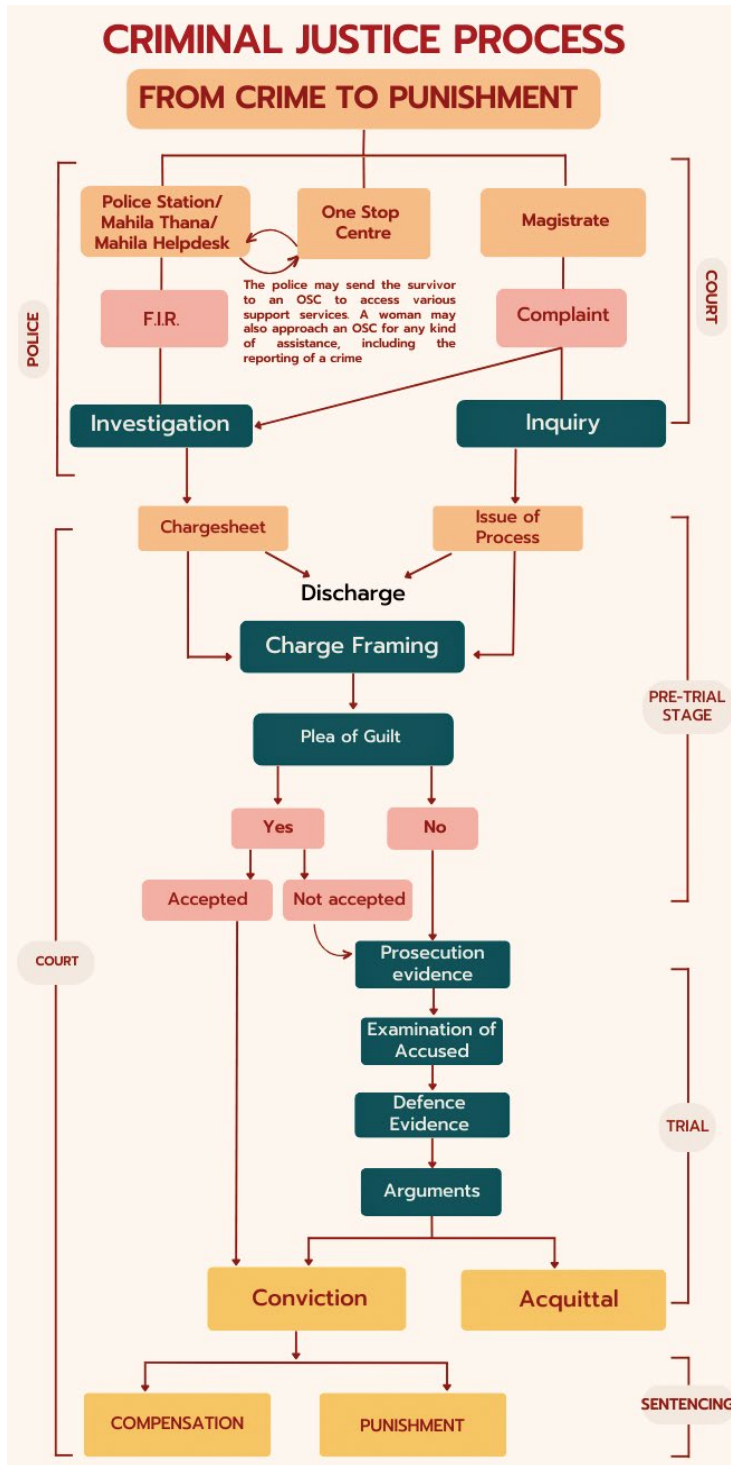 CRIMINAL JUSTICE PROCESS
FROM CRIME TO PUNISHMENT
Police Station/
Mahila Thana/
Mahila Helpdesk
One Stop
Centre
Magistrate
The police may send the survivor
to an OSC to access various
support services. A woman may
also approach an OSC for any kind
of assistance, including the
reporting of a crime
F.I.R.
Complaint
POLICE
COURT
Investigation
Inquiry
Chargesheet
Issue of
Process
Discharge
Charge Framing
PRE-TRIAL
STAGE
Plea of Guilt
Yes
No
Accepted
Not accepted
COURT
Prosecution
evidence
Examination of
Accused
Defence
Evidence
TRIAL
Arguments
Conviction
Acquittal
COMPENSATION
PUNISHMENT
SENTENCING